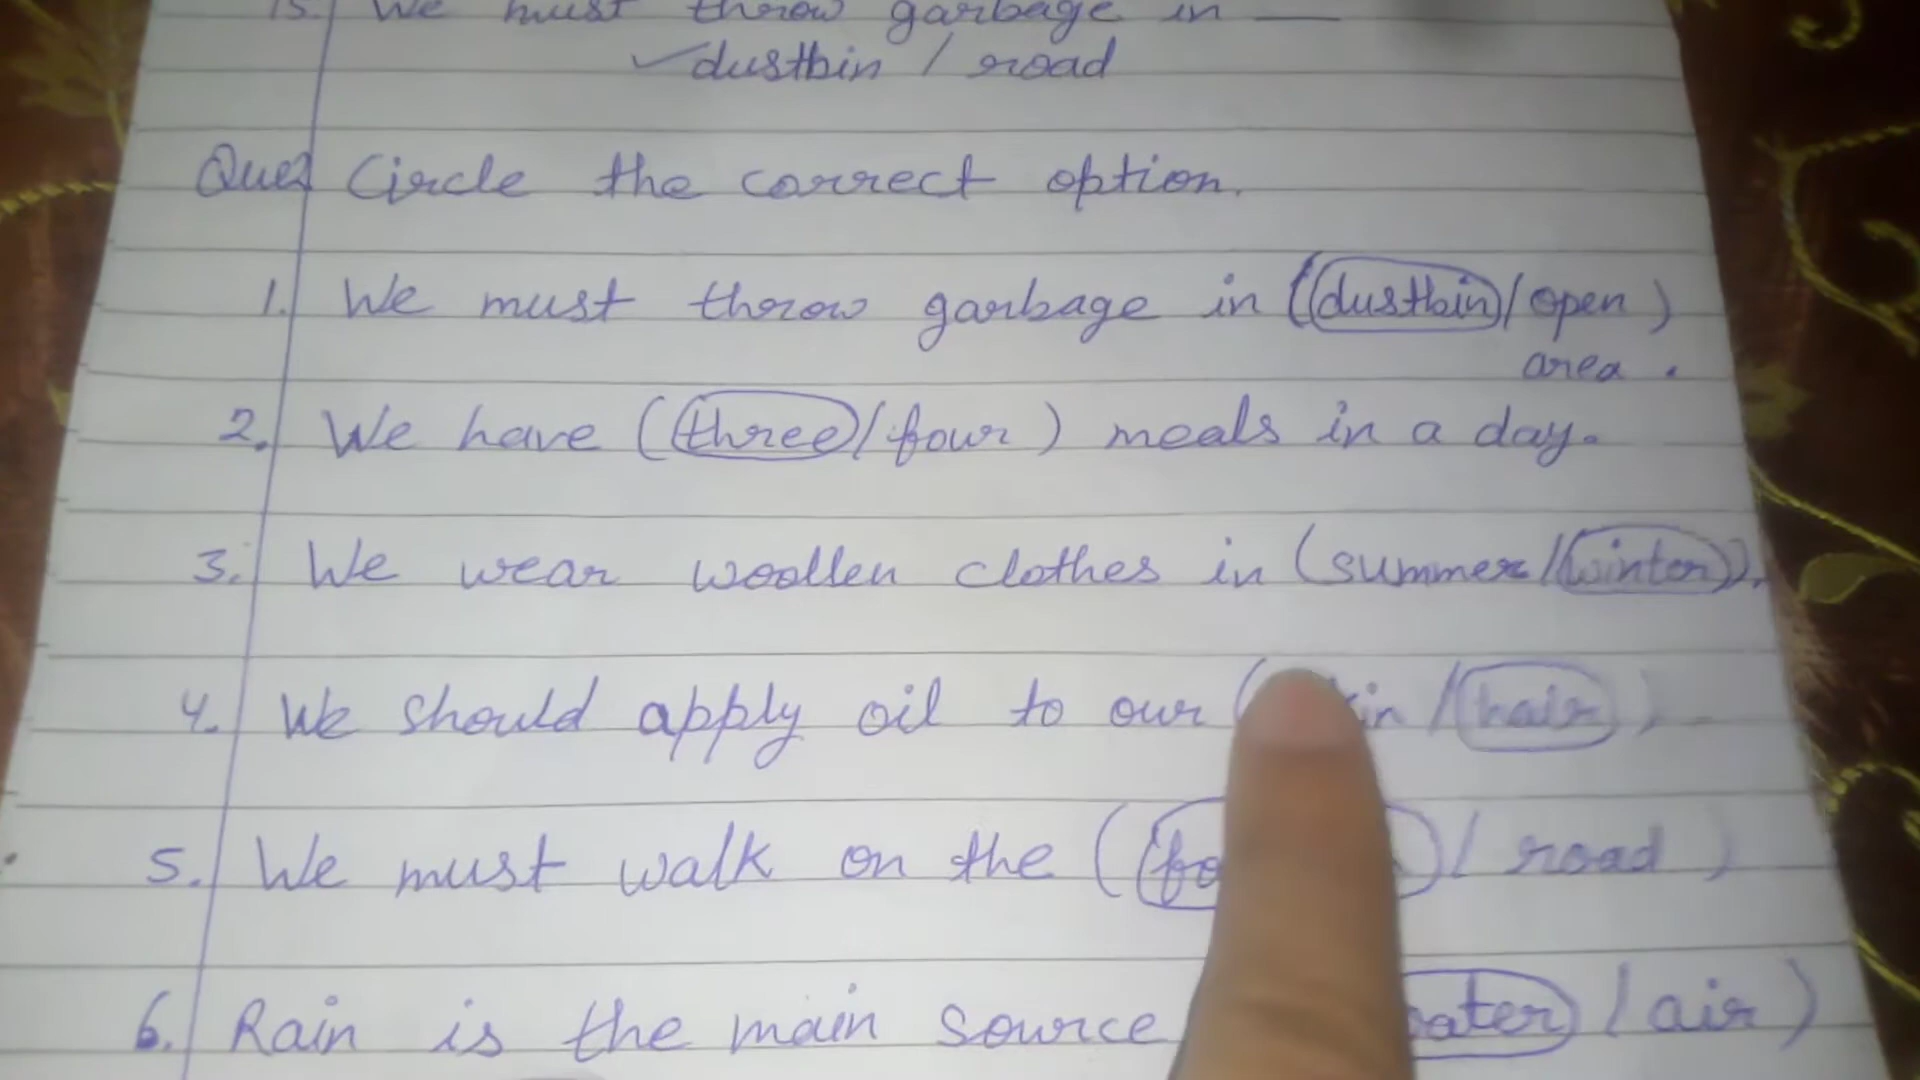 15. We must throw garbage in ___
✓dustbin / road
Que2 Circle the correct option.
1. We must throw garbage in (dustbin/open)
area.
2. We have (three/four) meals in a day.
3. We wear woollen clothes in (summer/winter).
4. We should apply oil to our ( /hair)
5. We must walk on the ( / road)
6. Rain is the main source / air)